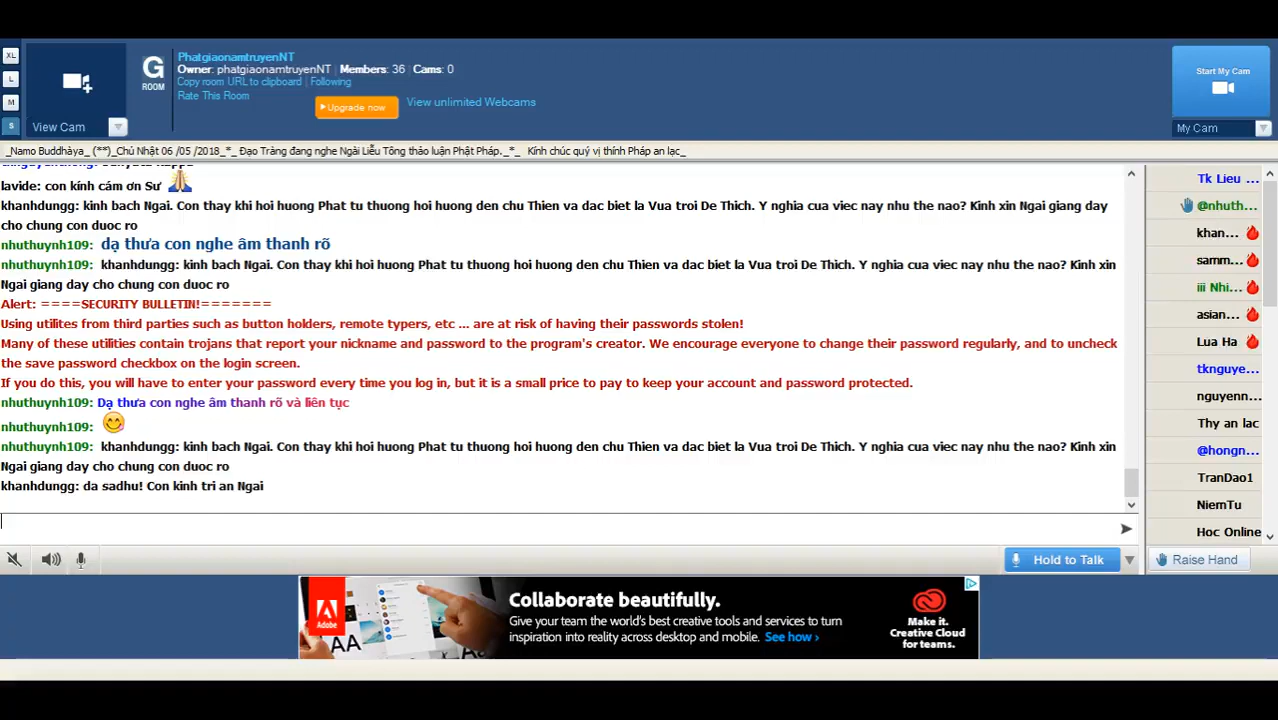 XL
L
M
S
View Cam
G
ROOM
PhatgiaonamtruyenNT
Owner: phatgiaonamtruyenNT Members: 36 Cams: 0
Copy room URL to clipboard | Following
Rate This Room
Upgrade now
View unlimited Webcams
Start My Cam
My Cam
_Namo Buddhàya_ (**)_Chủ Nhật 06 /05 /2018_*_ Đạo Tràng đang nghe Ngài Liễu Tông thảo luận Phật Pháp._*_ Kính chúc quý vị thính Pháp an lạc_
lavide: con kính cám ơn Sư
khanhdungg: kinh bach Ngai. Con thay khi hoi huong Phat tu thuong hoi huong den chu Thien va dac biet la Vua troi De Thich. Y nghia cua viec nay nhu the nao? Kinh xin Ngai giang day
cho chung con duoc ro
nhuthuynh109: dạ thưa con nghe âm thanh rõ
nhuthuynh109: khanhdungg: kinh bach Ngai. Con thay khi hoi huong Phat tu thuong hoi huong den chu Thien va dac biet la Vua troi De Thich. Y nghia cua viec nay nhu the nao? Kinh xin
Ngai giang day cho chung con duoc ro
Alert: ====SECURITY BULLETIN!=======
Using utilites from third parties such as button holders, remote typers, etc ... are at risk of having their passwords stolen!
Many of these utilities contain trojans that report your nickname and password to the program's creator. We encourage everyone to change their password regularly, and to uncheck
the save password checkbox on the login screen.
If you do this, you will have to enter your password every time you log in, but it is a small price to pay to keep your account and password protected.
nhuthuynh109: Dạ thưa con nghe âm thanh rõ và liên tục
nhuthuynh109:
nhuthuynh109: khanhdungg: kinh bach Ngai. Con thay khi hoi huong Phat tu thuong hoi huong den chu Thien va dac biet la Vua troi De Thich. Y nghia cua viec nay nhu the nao? Kinh xin
Ngai giang day cho chung con duoc ro
khanhdungg: da sadhu! Con kinh tri an Ngai
Tk Lieu ...
@nhuth...
khan...
samm...
iii Nhi...
asian...
Lua Ha
tknguye...
nguyenn...
Thy an lac
@hongn...
TranDao1
NiemTu
Hoc Online
Hold to Talk
Raise Hand
Adobe
AA
Collaborate beautifully.
Give your team the world's best creative tools and services to turn
inspiration into reality across desktop and mobile. See how ›
Make it.
Creative Cloud
for teams.